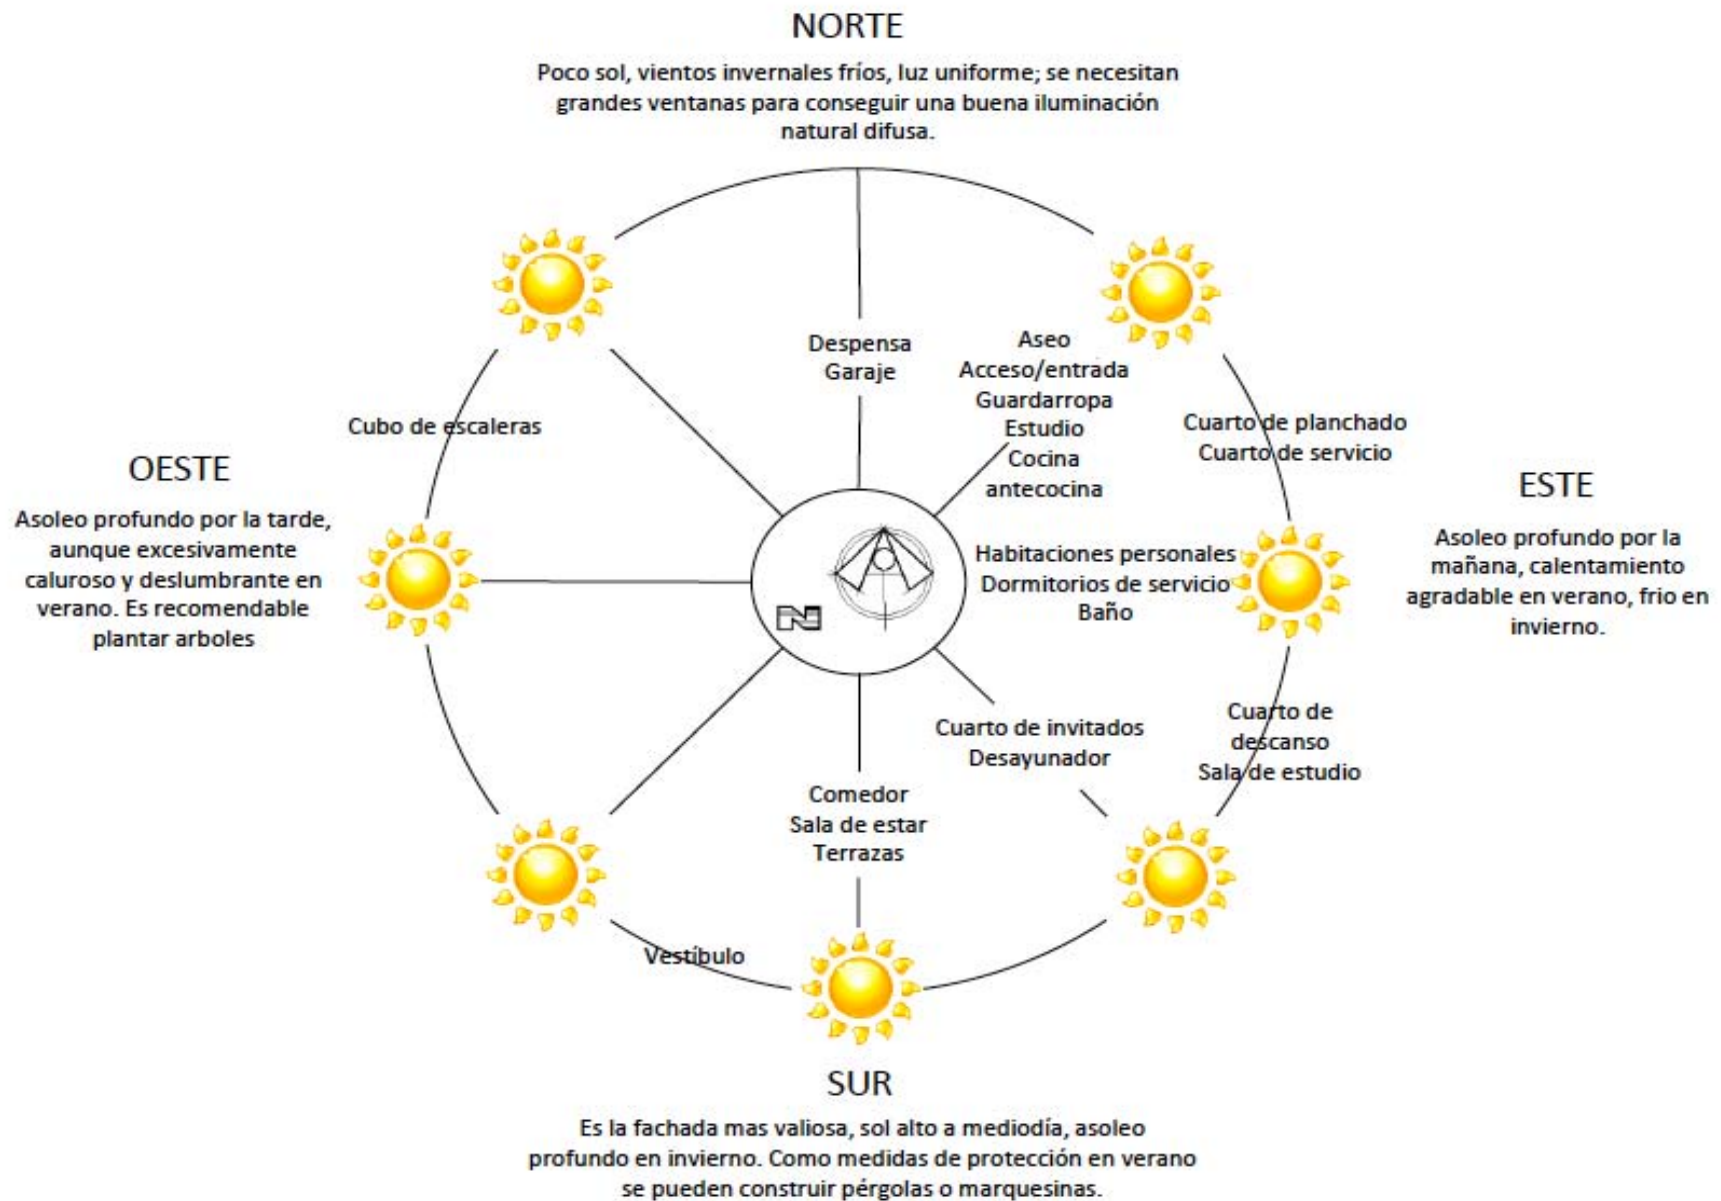 NORTE
Poco sol, vientos invernales fríos, luz uniforme; se necesitan
grandes ventanas para conseguir una buena iluminación
natural difusa.
Despensa
Garaje
Aseo
Acceso/entrada
Guardarropa
Estudio
Cocina
antecocina
Cubo de escaleras
Cuarto de planchado
Cuarto de servicio
OESTE
Asoleo profundo por la tarde,
aunque excesivamente
caluroso y deslumbrante en
verano. Es recomendable
plantar arboles
N
Habitaciones personales
Dormitorios de servicio
Baño
ESTE
Asoleo profundo por la
mañana, calentamiento
agradable en verano, frio en
invierno.
Cuarto de invitados
Desayunador
Cuarto de
descanso
Sala de estudio
Comedor
Sala de estar
Terrazas
Vestíbulo
SUR
Es la fachada mas valiosa, sol alto a mediodía, asoleo
profundo en invierno. Como medidas de protección en verano
se pueden construir pérgolas o marquesinas.